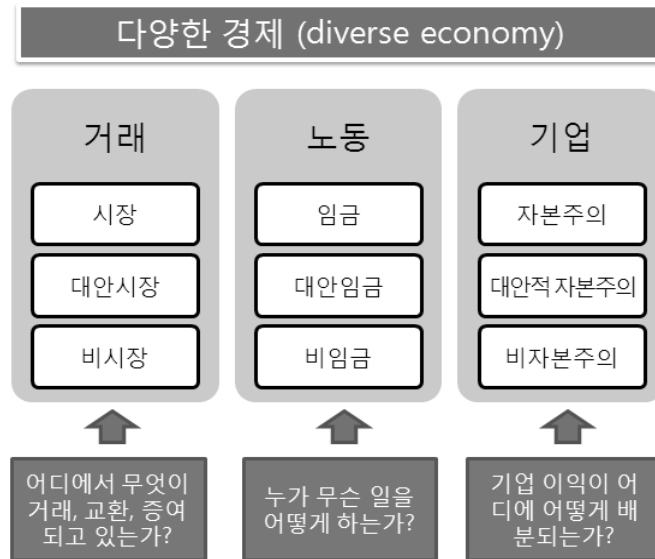 다양한 경제 (diverse economy)
거래
시장
대안시장
비시장
노동
임금
대안임금
비임금
기업
자본주의
대안적 자본주의
비자본주의
어디에서 무엇이
거래, 교환, 증여
되고 있는가?
누가 무슨 일을
어떻게 하는가?
기업 이익이 어
디에 어떻게 배
분되는가?